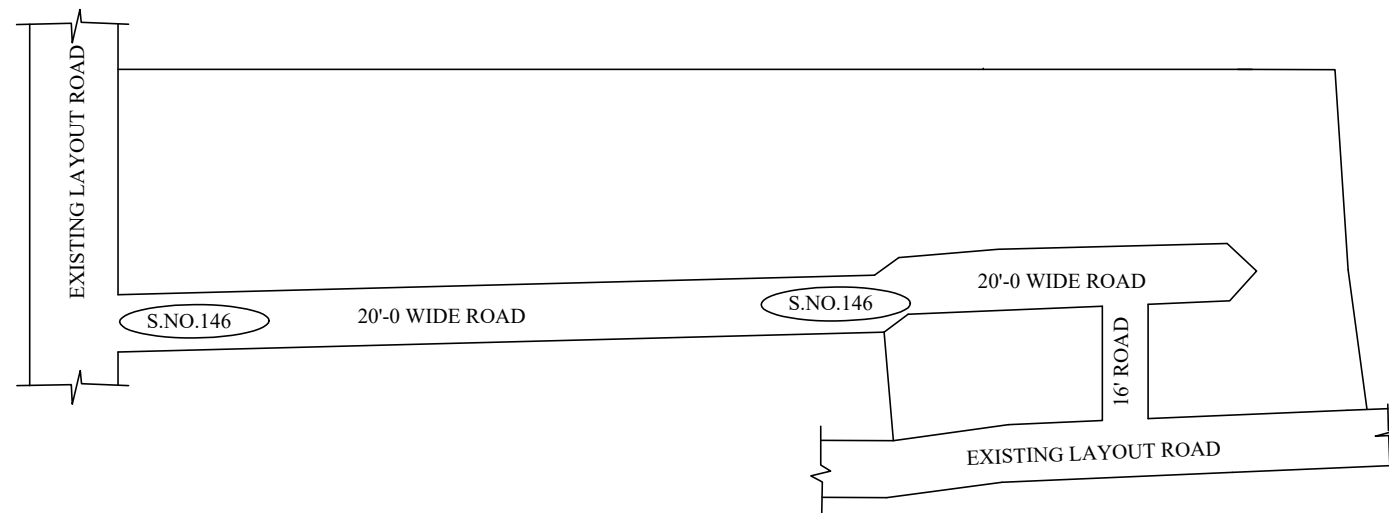 EXISTING LAYOUT ROAD
S.NO.146
20'-0 WIDE ROAD
S.NO.146
20'-0 WIDE ROAD
16' ROAD
EXISTING LAYOUT ROAD